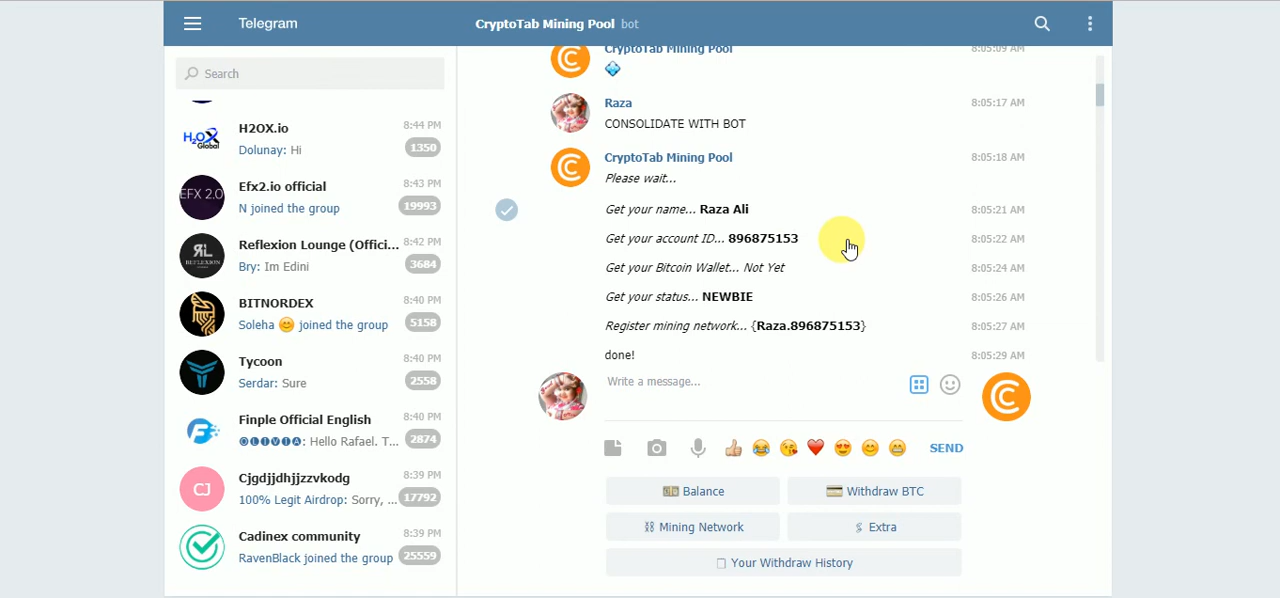 Telegram
CryptoTab Mining Pool bot
Search
H2OX.io 8:44 PM
Dolunay: Hi 1350
Efx2.io official 8:43 PM
N joined the group 19993
Reflexion Lounge (Offici... 8:42 PM
Bry: Im Edini 3684
BITNORDEX 8:40 PM
Soleha 😊 joined the group 5158
Tycoon 8:40 PM
Serdar: Sure 2558
Finple Official English 8:40 PM
🅞🅛🅘🅥🅘🅐: Hello Rafael. T... 2874
Cjgdjjdhjjzzvkodg 8:39 PM
100% Legit Airdrop: Sorry, ... 17792
Cadinex community 8:39 PM
RavenBlack joined the group 25559
H2OX
Global
EFX 2.0
RL
REFLEXION
CJ
CryptoTab Mining Pool 8:05:09 AM
Raza 8:05:17 AM
CONSOLIDATE WITH BOT
CryptoTab Mining Pool 8:05:18 AM
Please wait...
Get your name... Raza Ali 8:05:21 AM
Get your account ID... 896875153 8:05:22 AM
Get your Bitcoin Wallet... Not Yet 8:05:24 AM
Get your status... NEWBIE 8:05:26 AM
Register mining network... {Raza.896875153} 8:05:27 AM
done! 8:05:29 AM
Write a message...
SEND
Balance
Withdraw BTC
Mining Network
Extra
Your Withdraw History